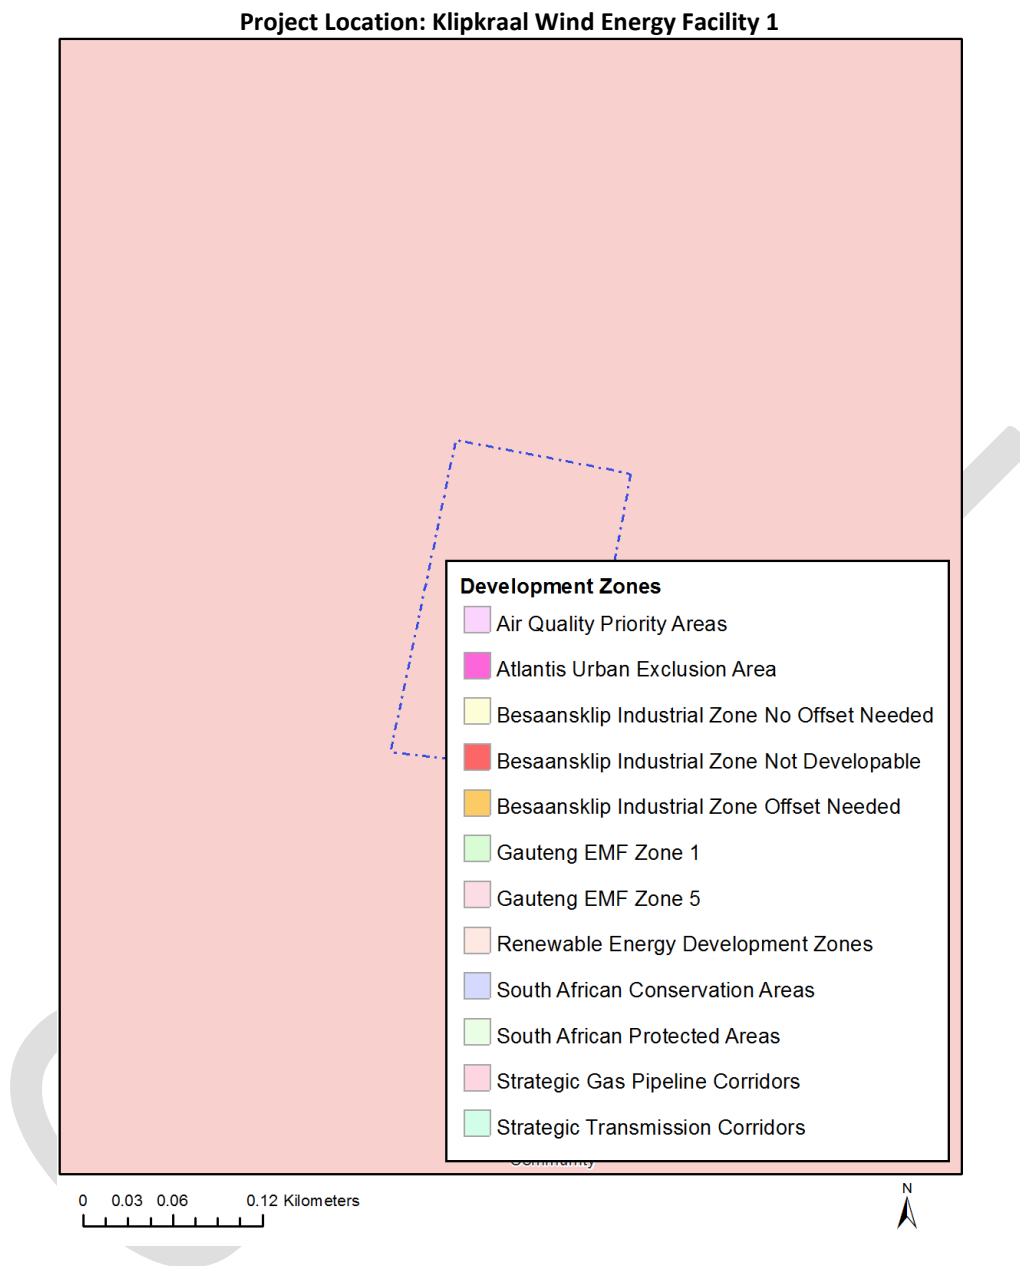 Project Location: Klipkraal Wind Energy Facility 1
Development Zones
Air Quality Priority Areas
Atlantis Urban Exclusion Area
Besaansklip Industrial Zone No Offset Needed
Besaansklip Industrial Zone Not Developable
Besaansklip Industrial Zone Offset Needed
Gauteng EMF Zone 1
Gauteng EMF Zone 5
Renewable Energy Development Zones
South African Conservation Areas
South African Protected Areas
Strategic Gas Pipeline Corridors
Strategic Transmission Corridors
Community
0 0.03 0.06 0.12 Kilometers
N